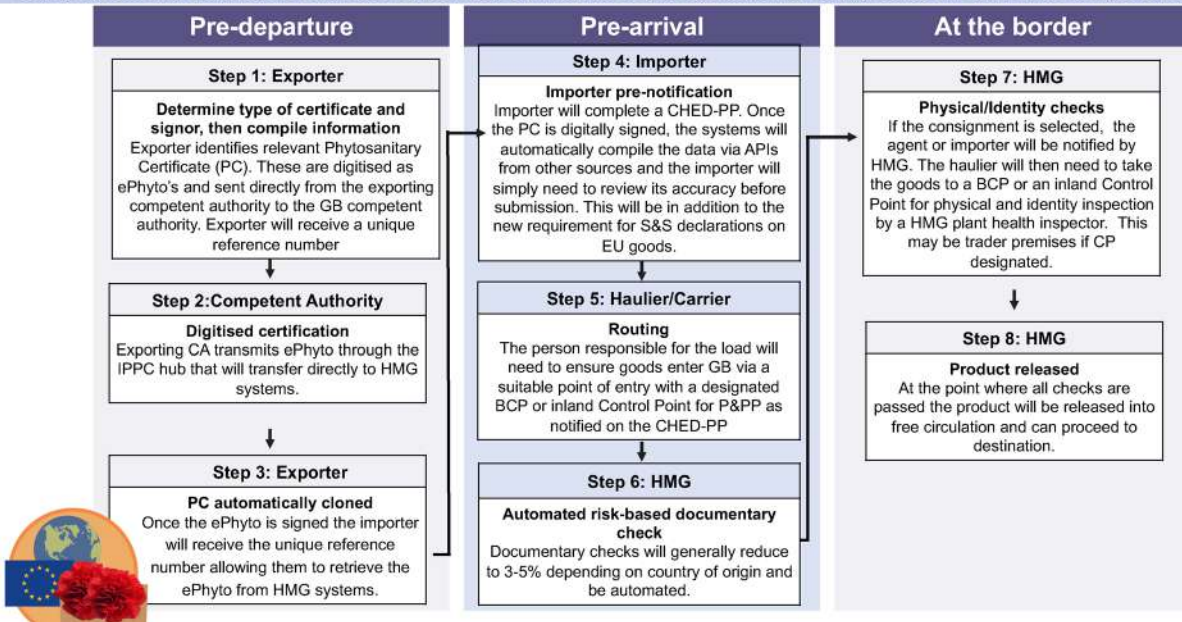 Pre-departure
Step 1: Exporter
Determine type of certificate and
signor, then compile information
Exporter identifies relevant Phytosanitary
Certificate (PC). These are digitised as
ePhyto's and sent directly from the exporting
competent authority to the GB competent
authority. Exporter will receive a unique
reference number
Step 2:Competent Authority
Digitised certification
Exporting CA transmits ePhyto through the
IPPC hub that will transfer directly to HMG
systems.
Step 3: Exporter
PC automatically cloned
Once the ePhyto is signed the importer
will receive the unique reference
number allowing them to retrieve the
ePhyto from HMG systems.
Pre-arrival
Step 4: Importer
Importer pre-notification
Importer will complete a CHED-PP. Once
the PC is digitally signed, the systems will
automatically compile the data via APIs
from other sources and the importer will
simply need to review its accuracy before
submission. This will be in addition to the
new requirement for S&S declarations on
EU goods.
Step 5: Haulier/Carrier
Routing
The person responsible for the load will
need to ensure goods enter GB via a
suitable point of entry with a designated
BCP or inland Control Point for P&PP as
notified on the CHED-PP
Step 6: HMG
Automated risk-based documentary
check
Documentary checks will generally reduce
to 3-5% depending on country of origin and
be automated.
At the border
Step 7: HMG
Physical/Identity checks
If the consignment is selected, the
agent or importer will be notified by
HMG. The haulier will then need to take
the goods to a BCP or an inland Control
Point for physical and identity inspection
by a HMG plant health inspector. This
may be trader premises if CP
designated.
Step 8: HMG
Product released
At the point where all checks are
passed the product will be released into
free circulation and can proceed to
destination.